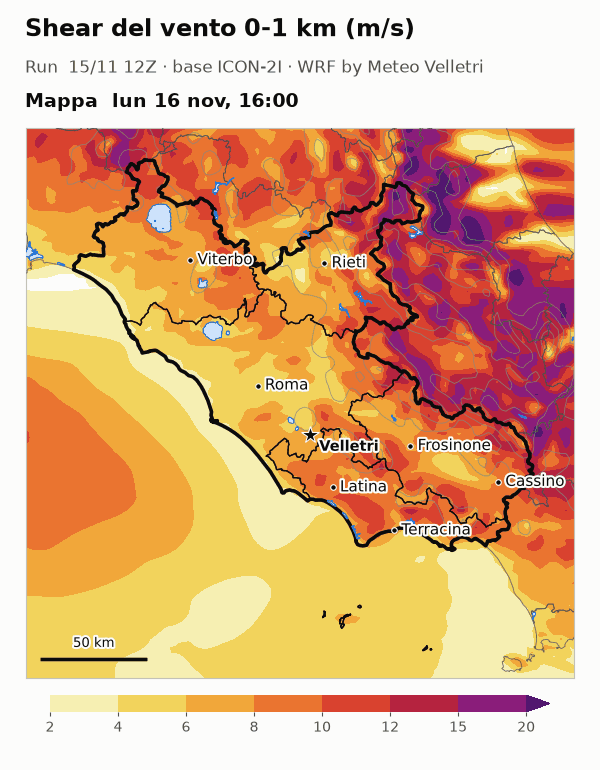 Shear del vento 0-1 km (m/s)
Run  15/11 12Z · base ICON-2I · WRF by Meteo Velletri
Mappa  lun 16 nov, 16:00
Viterbo
Rieti
Roma
Velletri
Frosinone
Cassino
Latina
Terracina
50 km
2 4 6 8 10 12 15 20